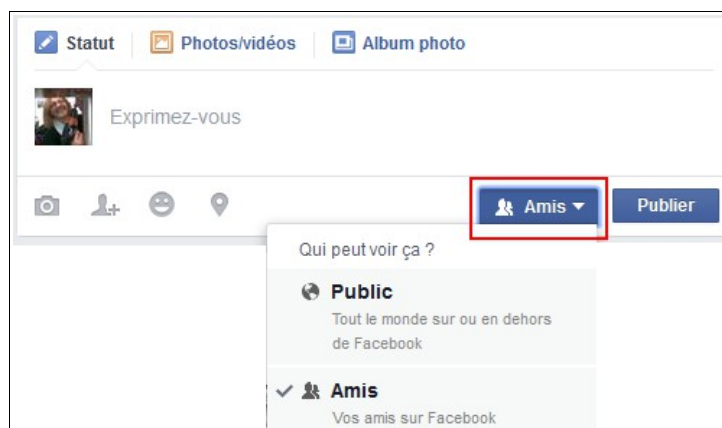 Statut Photos/vidéos Album photo
Exprimez-vous
Amis Publier
Qui peut voir ça ?
Public
Tout le monde sur ou en dehors
de Facebook
Amis
Vos amis sur Facebook